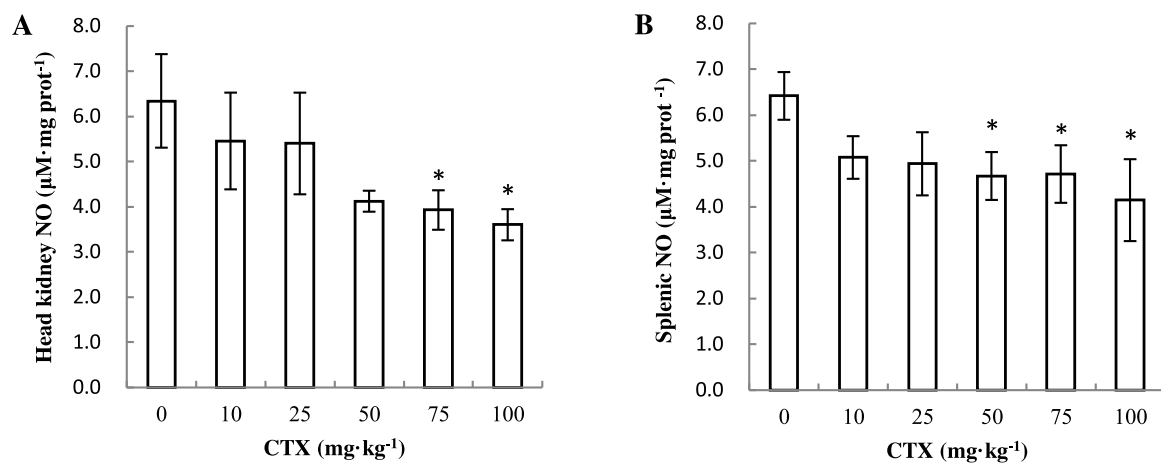 A
Head kidney NO (μM·mg prot⁻¹)
8.0
7.0
6.0
5.0
4.0
3.0
2.0
1.0
0.0
*
*
0 10 25 50 75 100
CTX (mg·kg⁻¹)
B
Splenic NO (μM·mg prot ⁻¹)
8.0
7.0
6.0
5.0
4.0
3.0
2.0
1.0
0.0
*
*
*
0 10 25 50 75 100
CTX (mg·kg⁻¹)